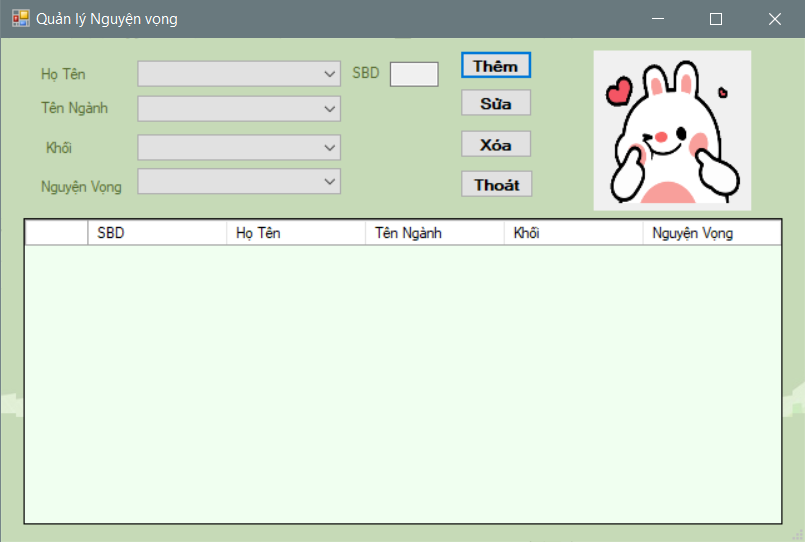 Quản lý Nguyện vọng
Họ Tên
SBD
Thêm
Tên Ngành
Sửa
Khối
Xóa
Nguyện Vọng
Thoát
SBD Họ Tên Tên Ngành Khối Nguyện Vọng